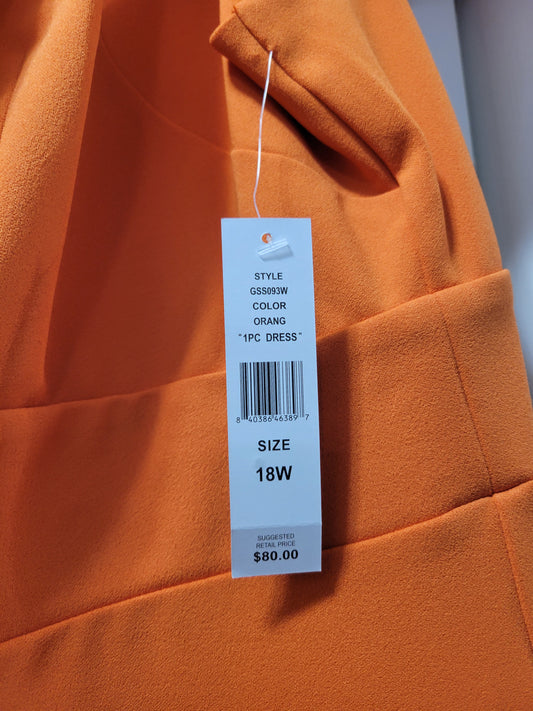 STYLE
GSS093W
COLOR
ORANG
"1PC DRESS"
8 40386 46389 7
SIZE
18W
SUGGESTED
RETAIL PRICE
$80.00